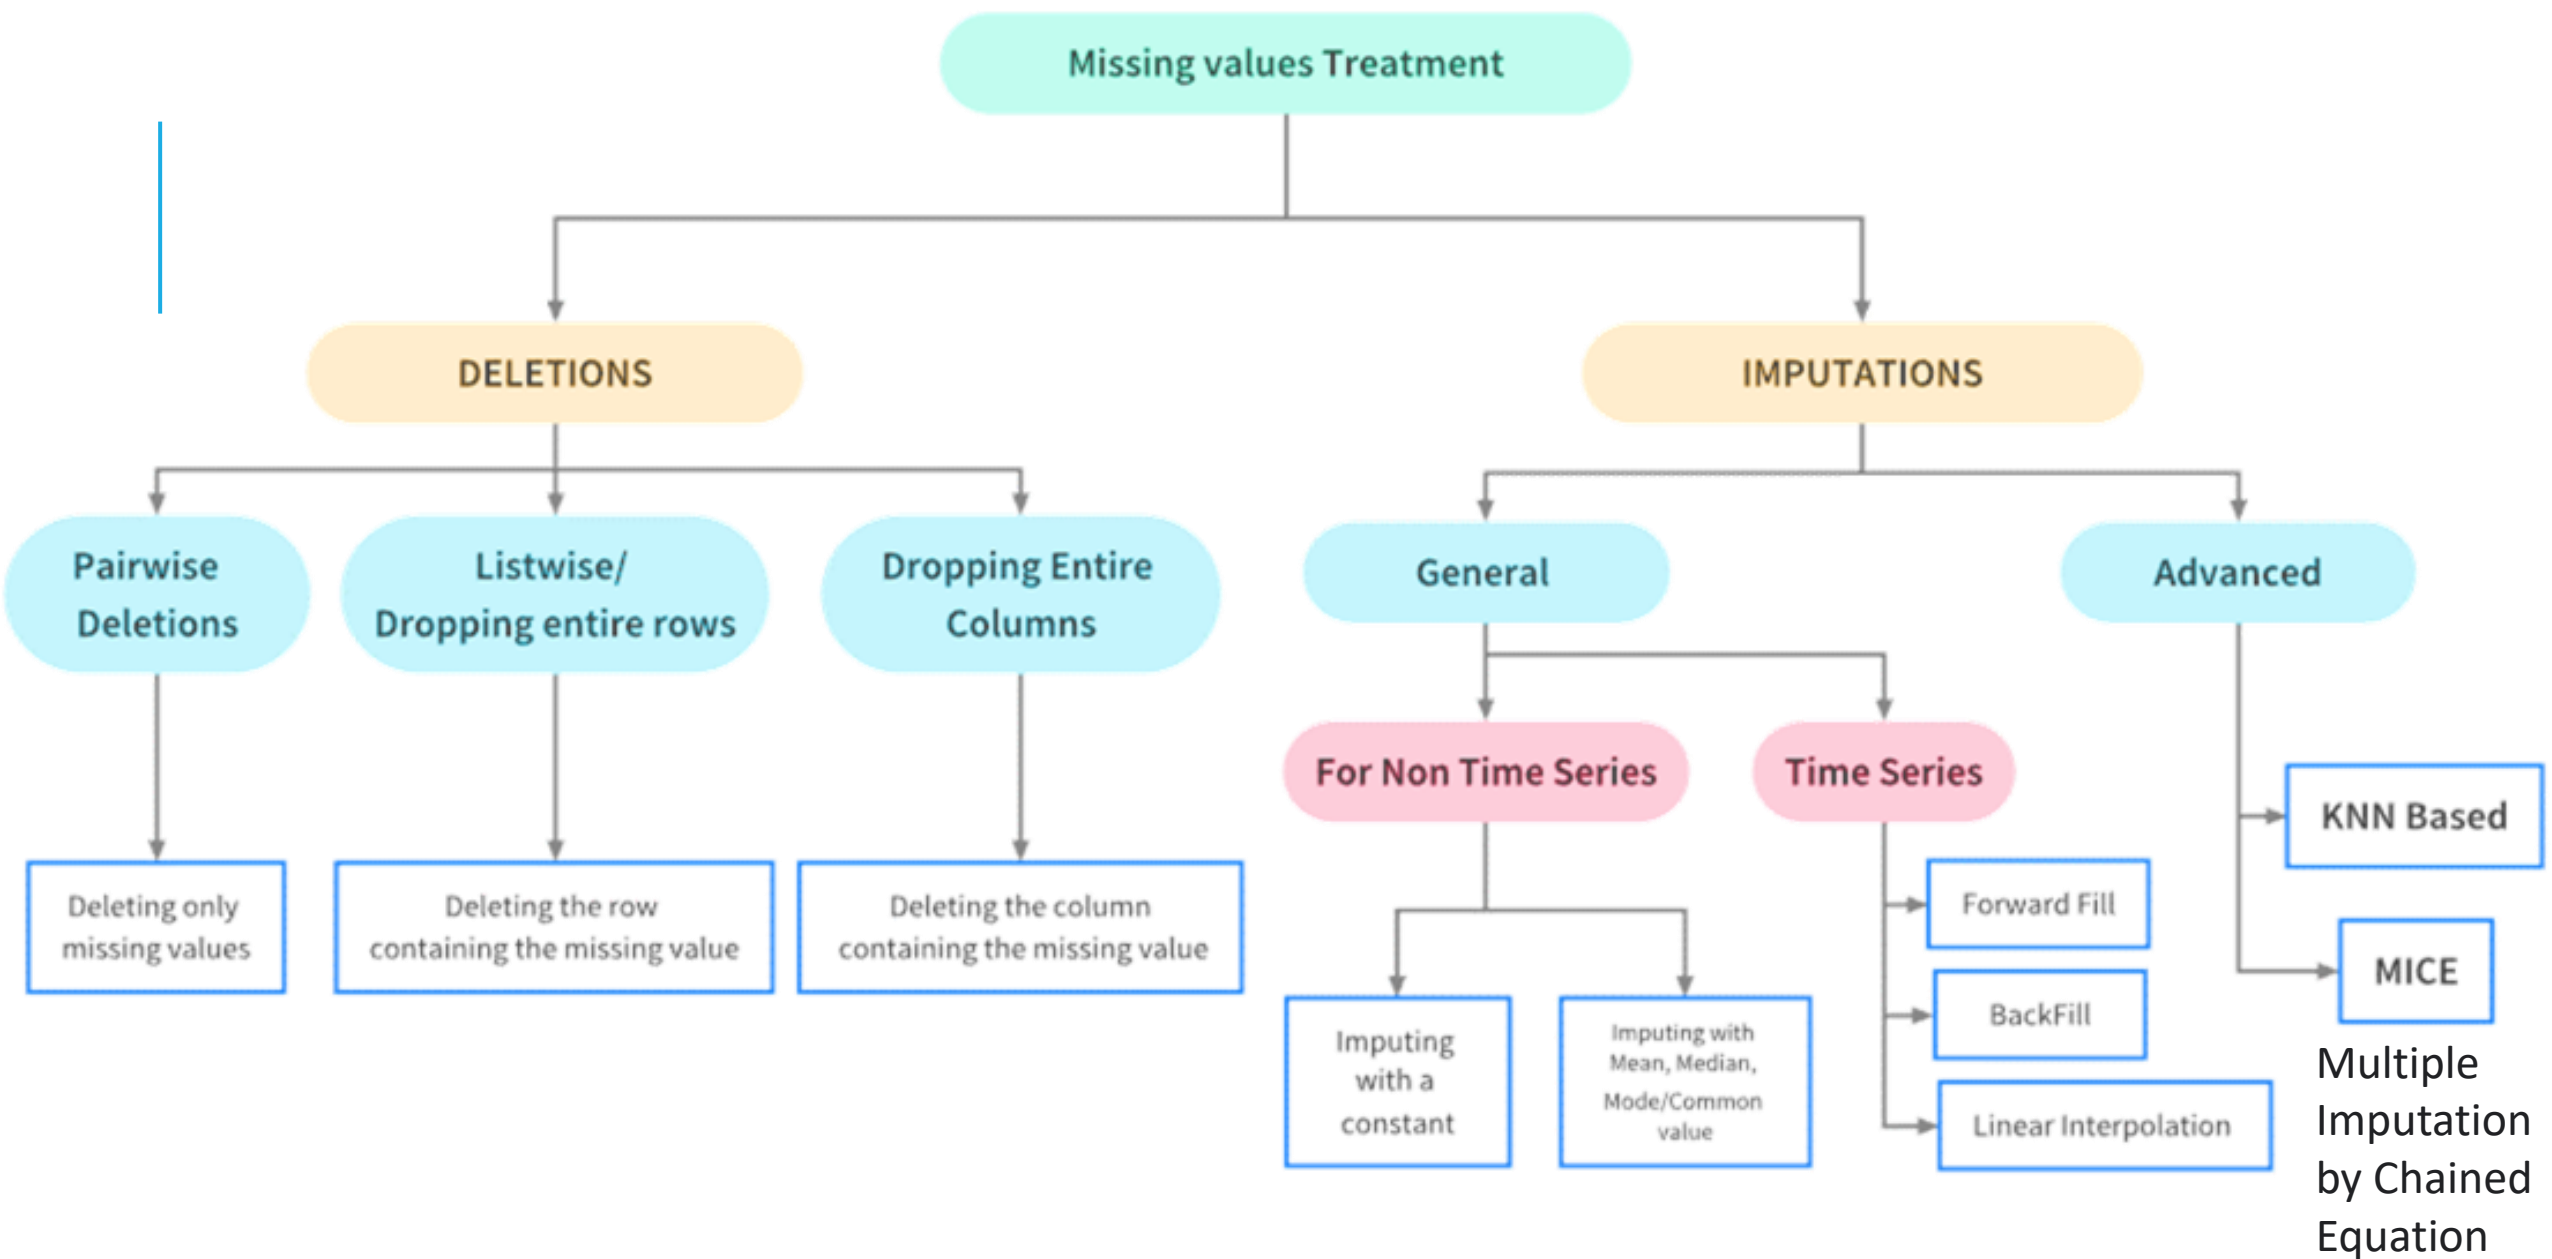 Missing values Treatment
DELETIONS
IMPUTATIONS
Pairwise
Deletions
Listwise/
Dropping entire rows
Dropping Entire
Columns
General
Advanced
For Non Time Series
Time Series
KNN Based
Deleting only
missing values
Deleting the row
containing the missing value
Deleting the column
containing the missing value
Forward Fill
MICE
BackFill
Imputing
with a
constant
Imputing with
Mean, Median,
Mode/Common
value
Linear Interpolation
Multiple
Imputation
by Chained
Equation